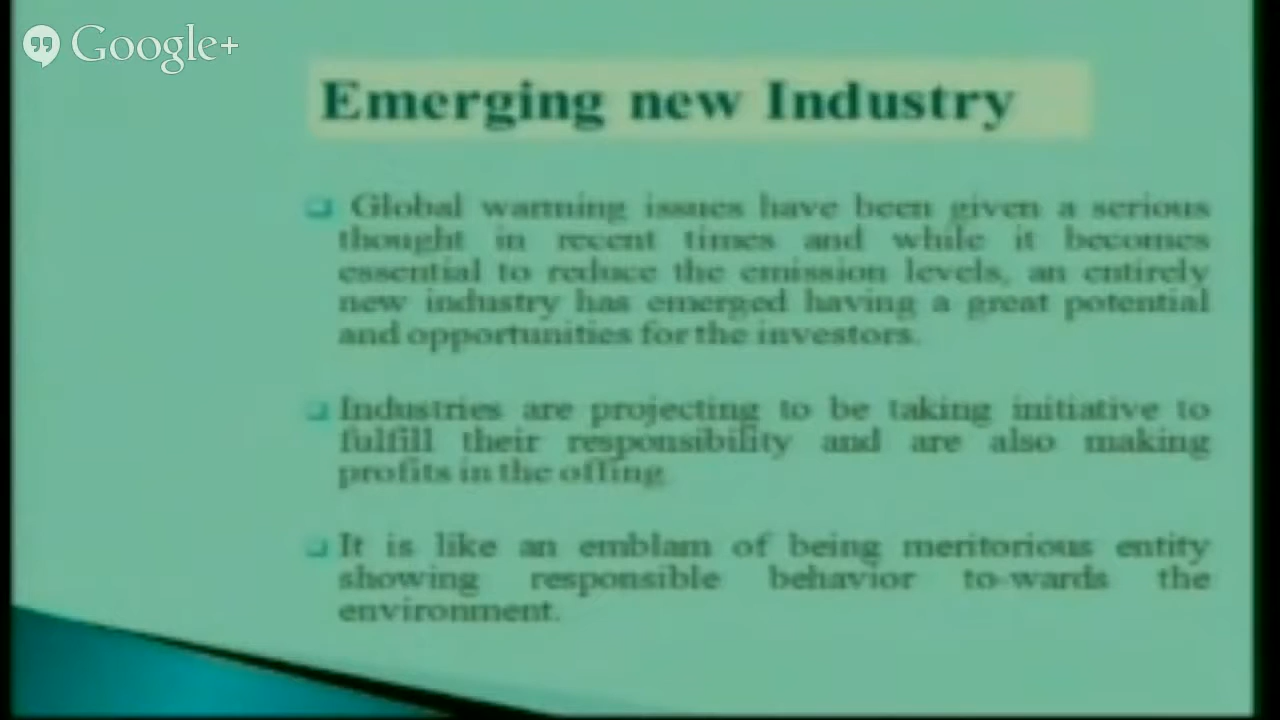 Google+
Emerging new Industry
Global warming issues have been given a serious
thought in recent times and while it becomes
essential to reduce the emission levels, an entirely
new industry has emerged having a great potential
and opportunities for the investors.
Industries are projecting to be taking initiative to
fulfill their responsibility and are also making
profits in the offing.
It is like an emblam of being meritorious entity
showing responsible behavior to-wards the
environment.